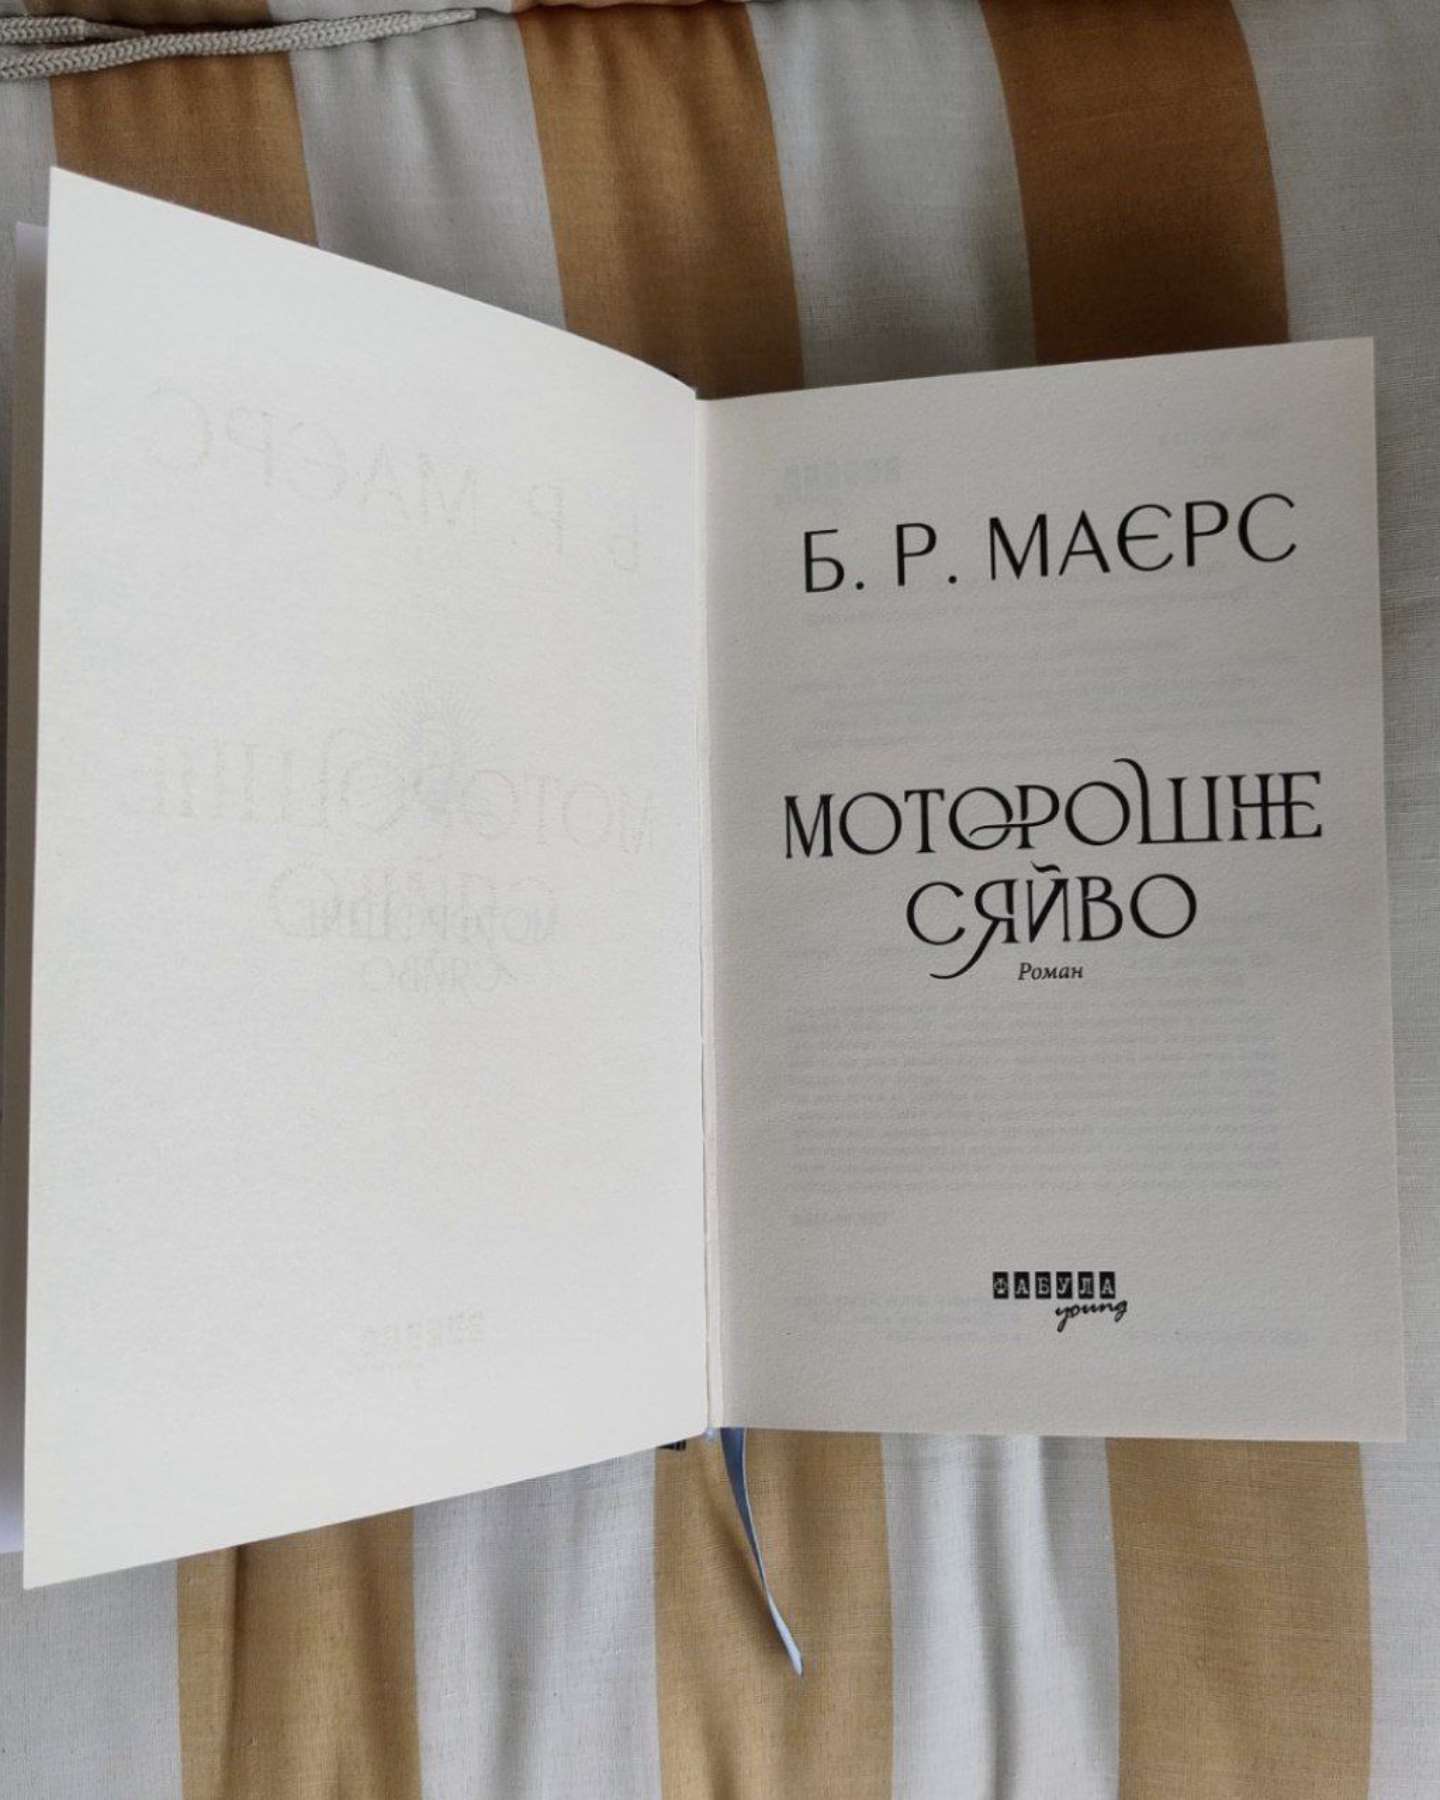 Б. Р. МАЄРС
МОТОРОШНЕ
СЯЙВО
Роман
ФАБУЛА
young